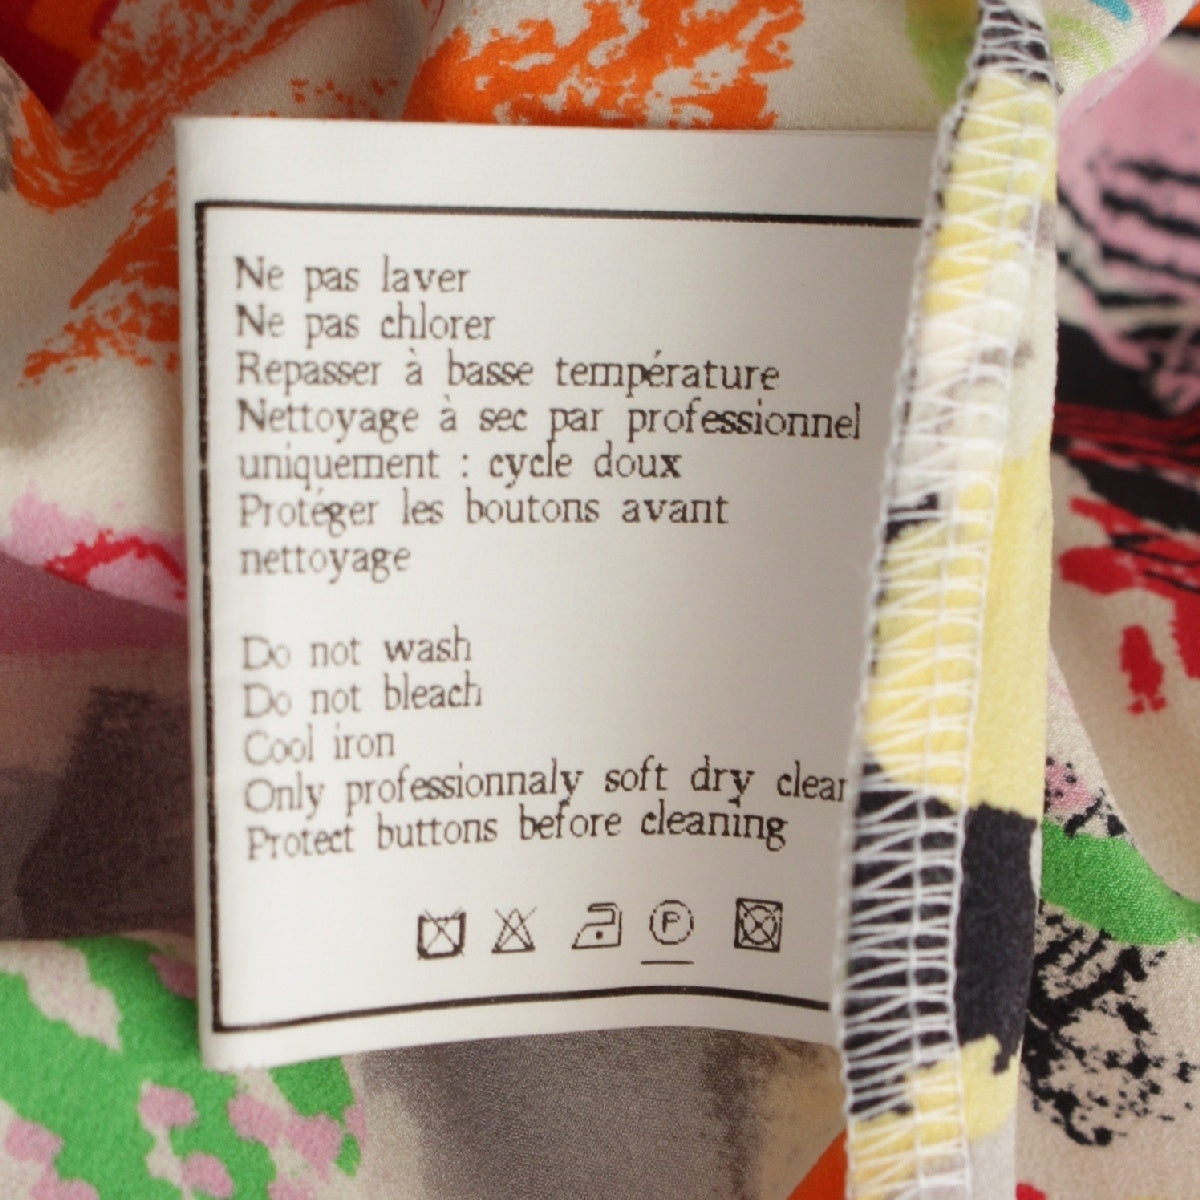 Ne pas laver
Ne pas chlorer
Repasser à basse température
Nettoyage à sec par professionnel
uniquement : cycle doux
Protéger les boutons avant
nettoyage
Do not wash
Do not bleach
Cool iron
Only professionnaly soft dry clean
Protect buttons before cleaning
P